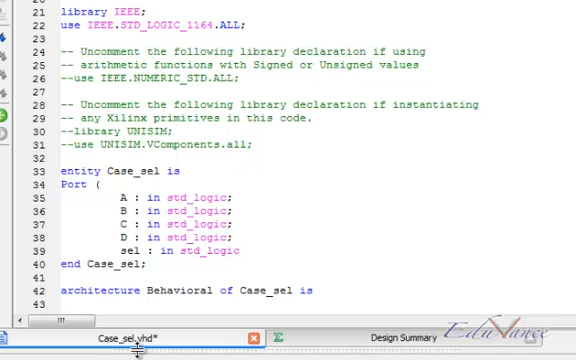 21 library IEEE;
22 use IEEE.STD_LOGIC_1164.ALL;
23
24 -- Uncomment the following library declaration if using
25 -- arithmetic functions with Signed or Unsigned values
26 --use IEEE.NUMERIC_STD.ALL;
27
28 -- Uncomment the following library declaration if instantiating
29 -- any Xilinx primitives in this code.
30 --library UNISIM;
31 --use UNISIM.VComponents.all;
32
33 entity Case_sel is
34 Port (
35 A : in std_logic;
36 B : in std_logic;
37 C : in std_logic;
38 D : in std_logic;
39 sel : in std_logic
40 end Case_sel;
41
42 architecture Behavioral of Case_sel is
43
Case_sel.vhd* Σ Design Summary EduVance